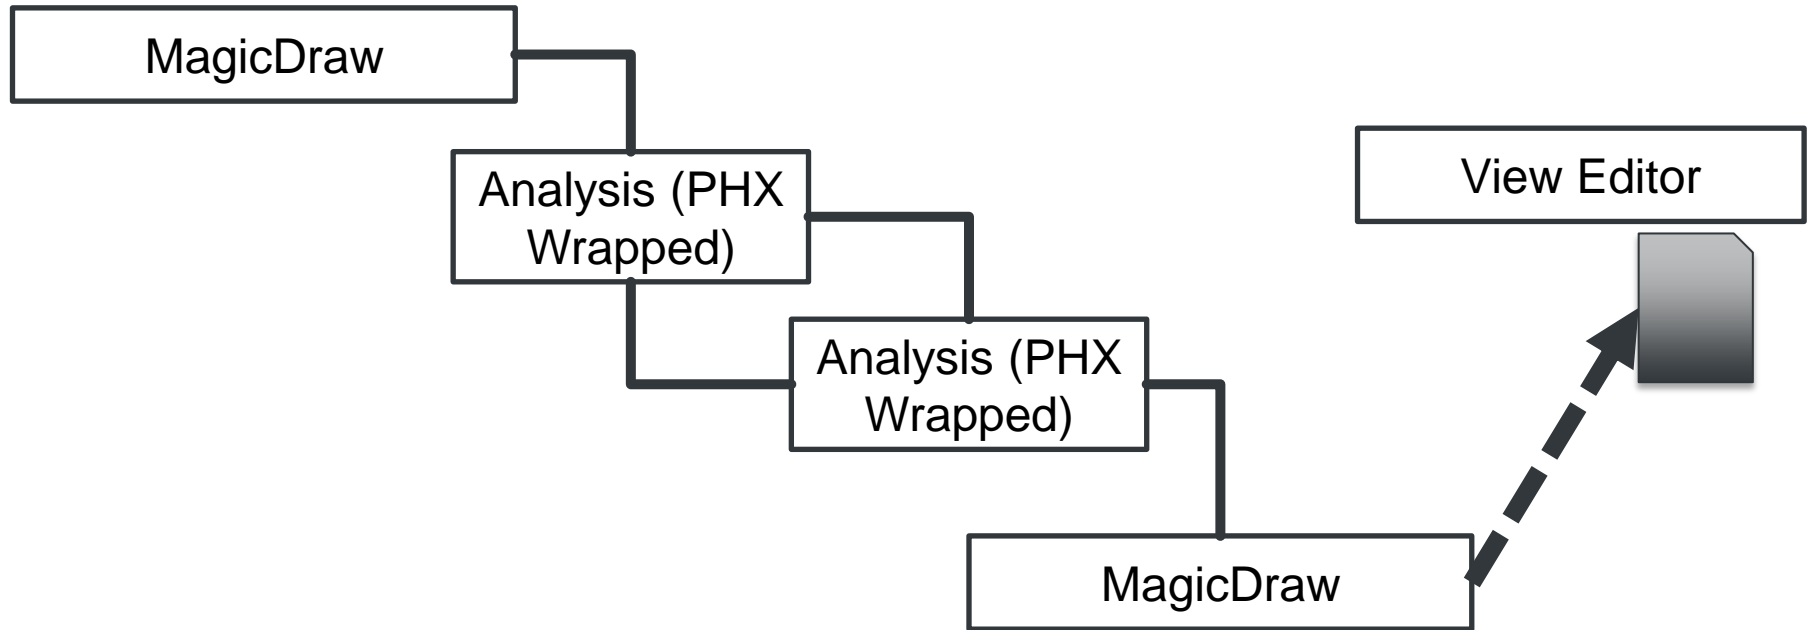 MagicDraw
Analysis (PHX
Wrapped)
View Editor
Analysis (PHX
Wrapped)
MagicDraw